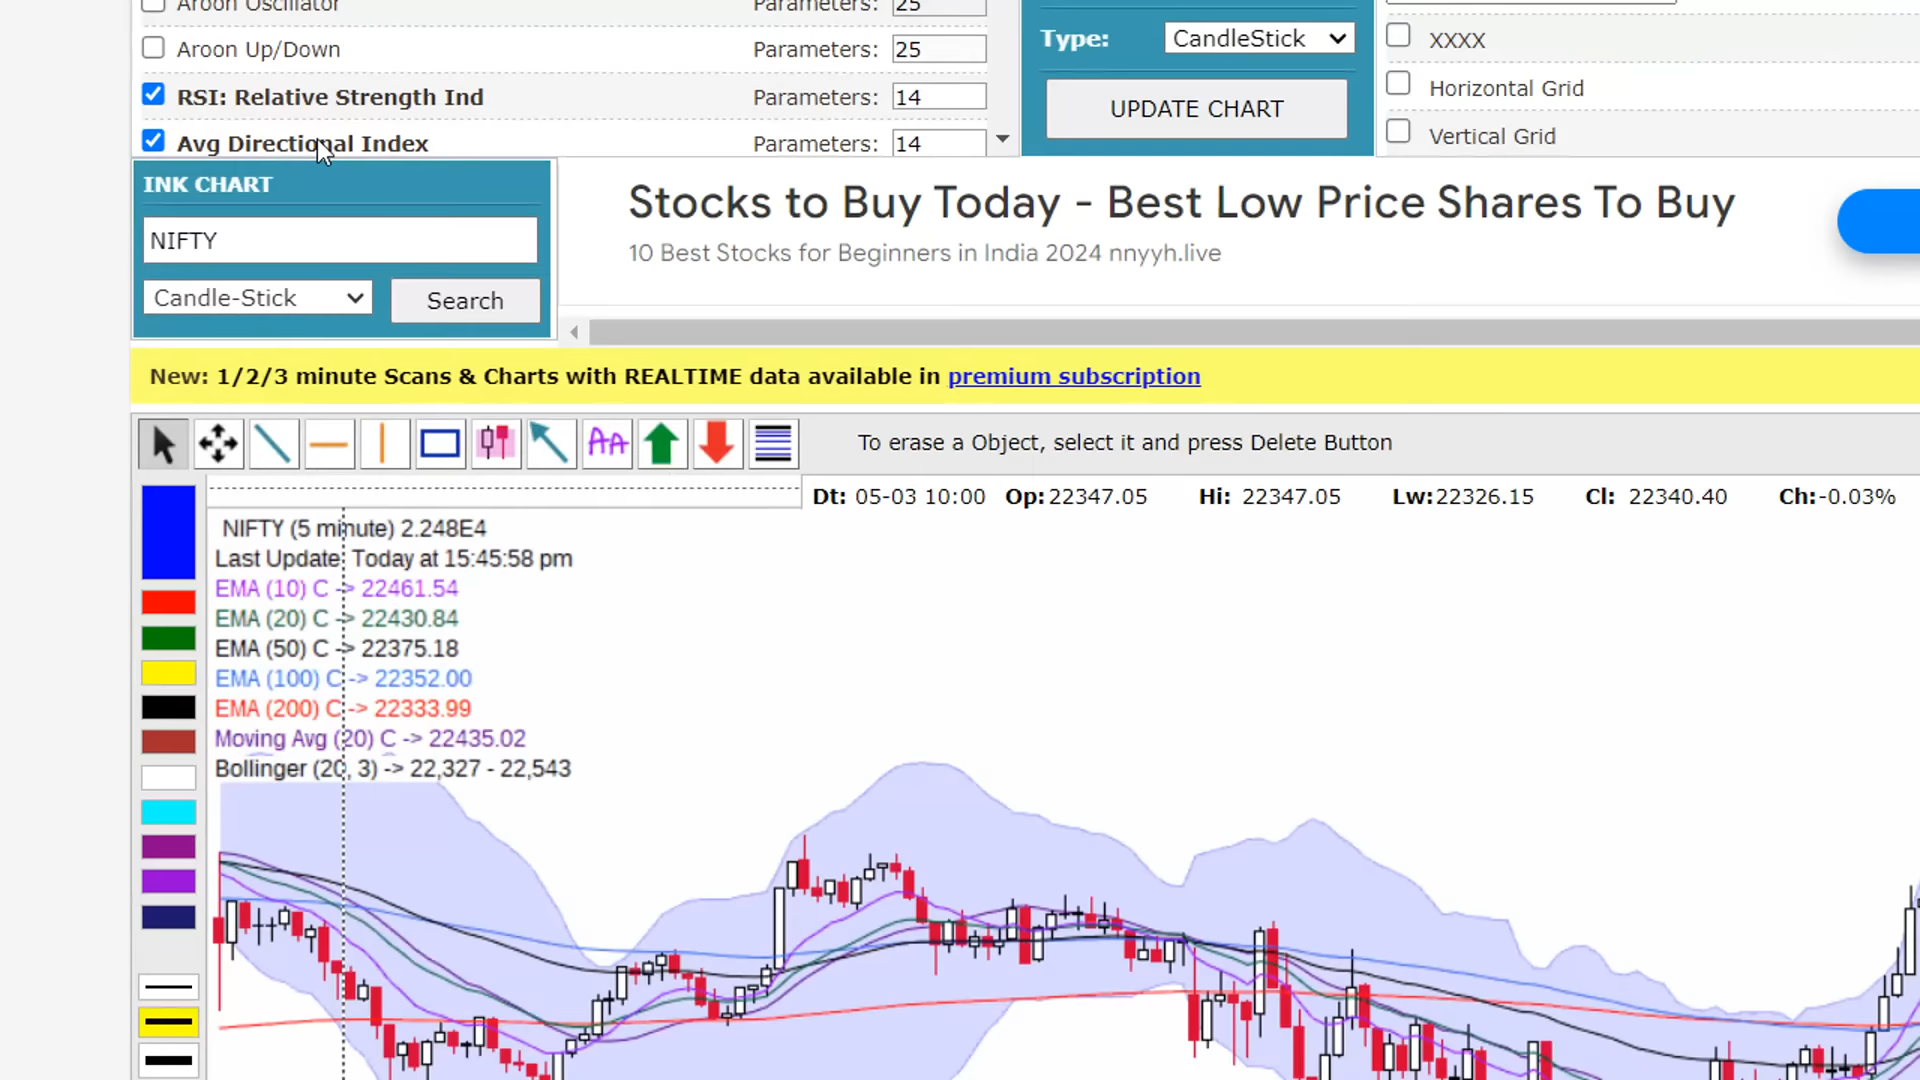 Aroon Oscillator Parameters: 25
Aroon Up/Down Parameters: 25
RSI: Relative Strength Ind Parameters: 14
Avg Directional Index Parameters: 14
Type: CandleStick
UPDATE CHART
XXXX
Horizontal Grid
Vertical Grid
INK CHART
NIFTY
Candle-Stick Search
Stocks to Buy Today - Best Low Price Shares To Buy
10 Best Stocks for Beginners in India 2024 nnyyh.live
New: 1/2/3 minute Scans & Charts with REALTIME data available in premium subscription
AA To erase a Object, select it and press Delete Button
Dt: 05-03 10:00 Op: 22347.05 Hi: 22347.05 Lw: 22326.15 Cl: 22340.40 Ch: -0.03%
NIFTY (5 minute) 2.248E4
Last Update: Today at 15:45:58 pm
EMA (10) C -> 22461.54
EMA (20) C -> 22430.84
EMA (50) C -> 22375.18
EMA (100) C -> 22352.00
EMA (200) C -> 22333.99
Moving Avg (20) C -> 22435.02
Bollinger (20, 3) -> 22,327 - 22,543